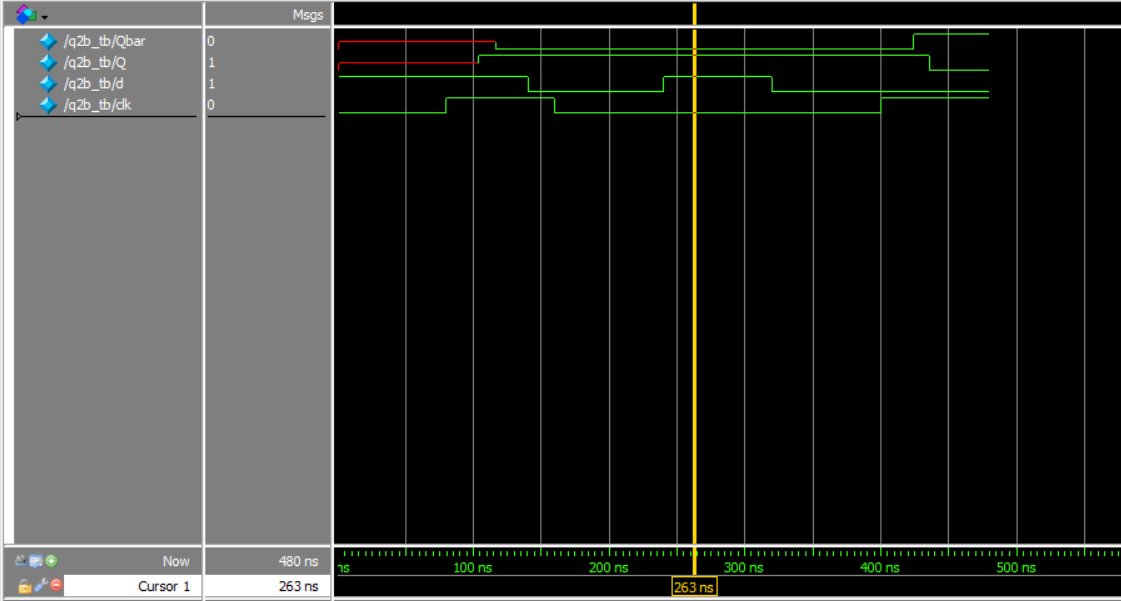 Msgs
/q2b_tb/Qbar 0
/q2b_tb/Q 1
/q2b_tb/d 1
/q2b_tb/clk 0
Now 480 ns
ns 100 ns 200 ns 300 ns 400 ns 500 ns
Cursor 1 263 ns 263 ns